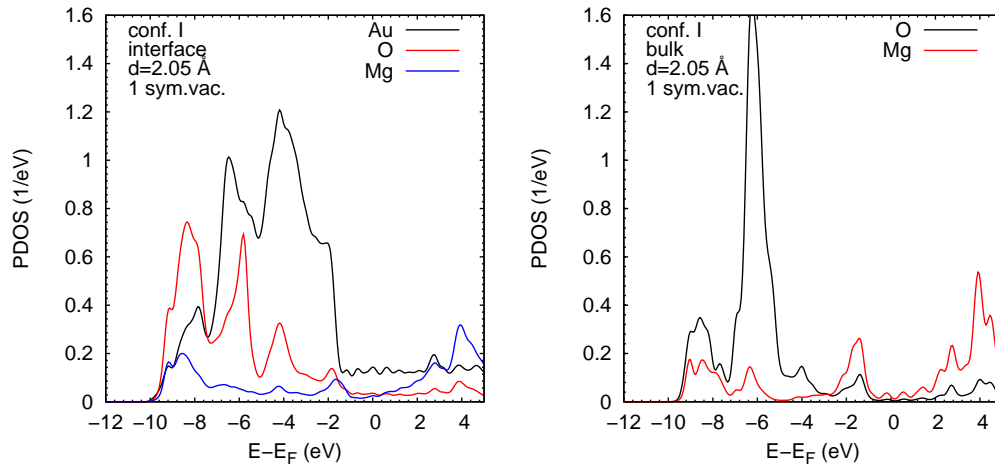 conf. I
interface
d=2.05 Å
1 sym.vac.
Au
O
Mg
PDOS (1/eV)
1.6
1.4
1.2
1
0.8
0.6
0.4
0.2
0
−12 −10 −8 −6 −4 −2 0 2 4
E−EF (eV)
conf. I
bulk
d=2.05 Å
1 sym.vac.
O
Mg
PDOS (1/eV)
1.6
1.4
1.2
1
0.8
0.6
0.4
0.2
0
−12 −10 −8 −6 −4 −2 0 2 4
E−EF (eV)